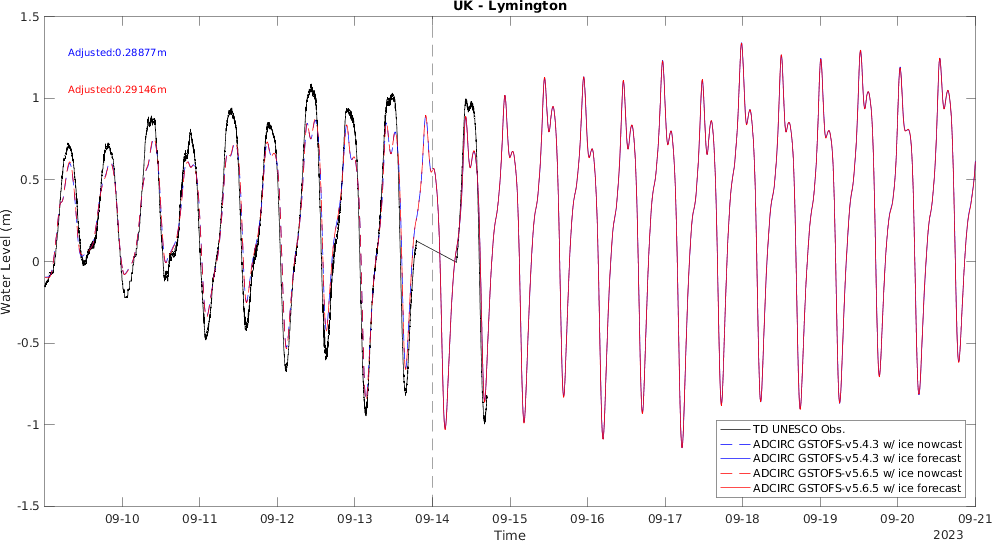 UK - Lymington
Adjusted:0.28877m
Adjusted:0.29146m
Water Level (m)
1.5
1
0.5
0
-0.5
-1
-1.5
TD UNESCO Obs.
ADCIRC GSTOFS-v5.4.3 w/ ice nowcast
ADCIRC GSTOFS-v5.4.3 w/ ice forecast
ADCIRC GSTOFS-v5.6.5 w/ ice nowcast
ADCIRC GSTOFS-v5.6.5 w/ ice forecast
09-10 09-11 09-12 09-13 09-14 09-15 09-16 09-17 09-18 09-19 09-20 09-21
Time
2023